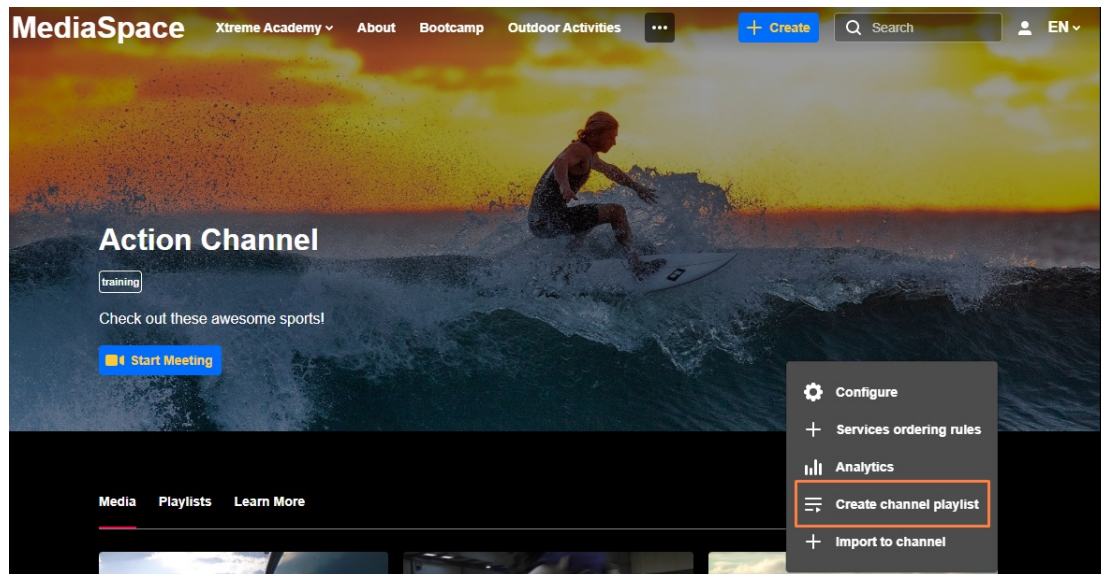 MediaSpace Xtreme Academy About Bootcamp Outdoor Activities ••• + Create Search EN
Action Channel
training
Check out these awesome sports!
Start Meeting
Configure
+ Services ordering rules
Analytics
Create channel playlist
+ Import to channel
Media Playlists Learn More